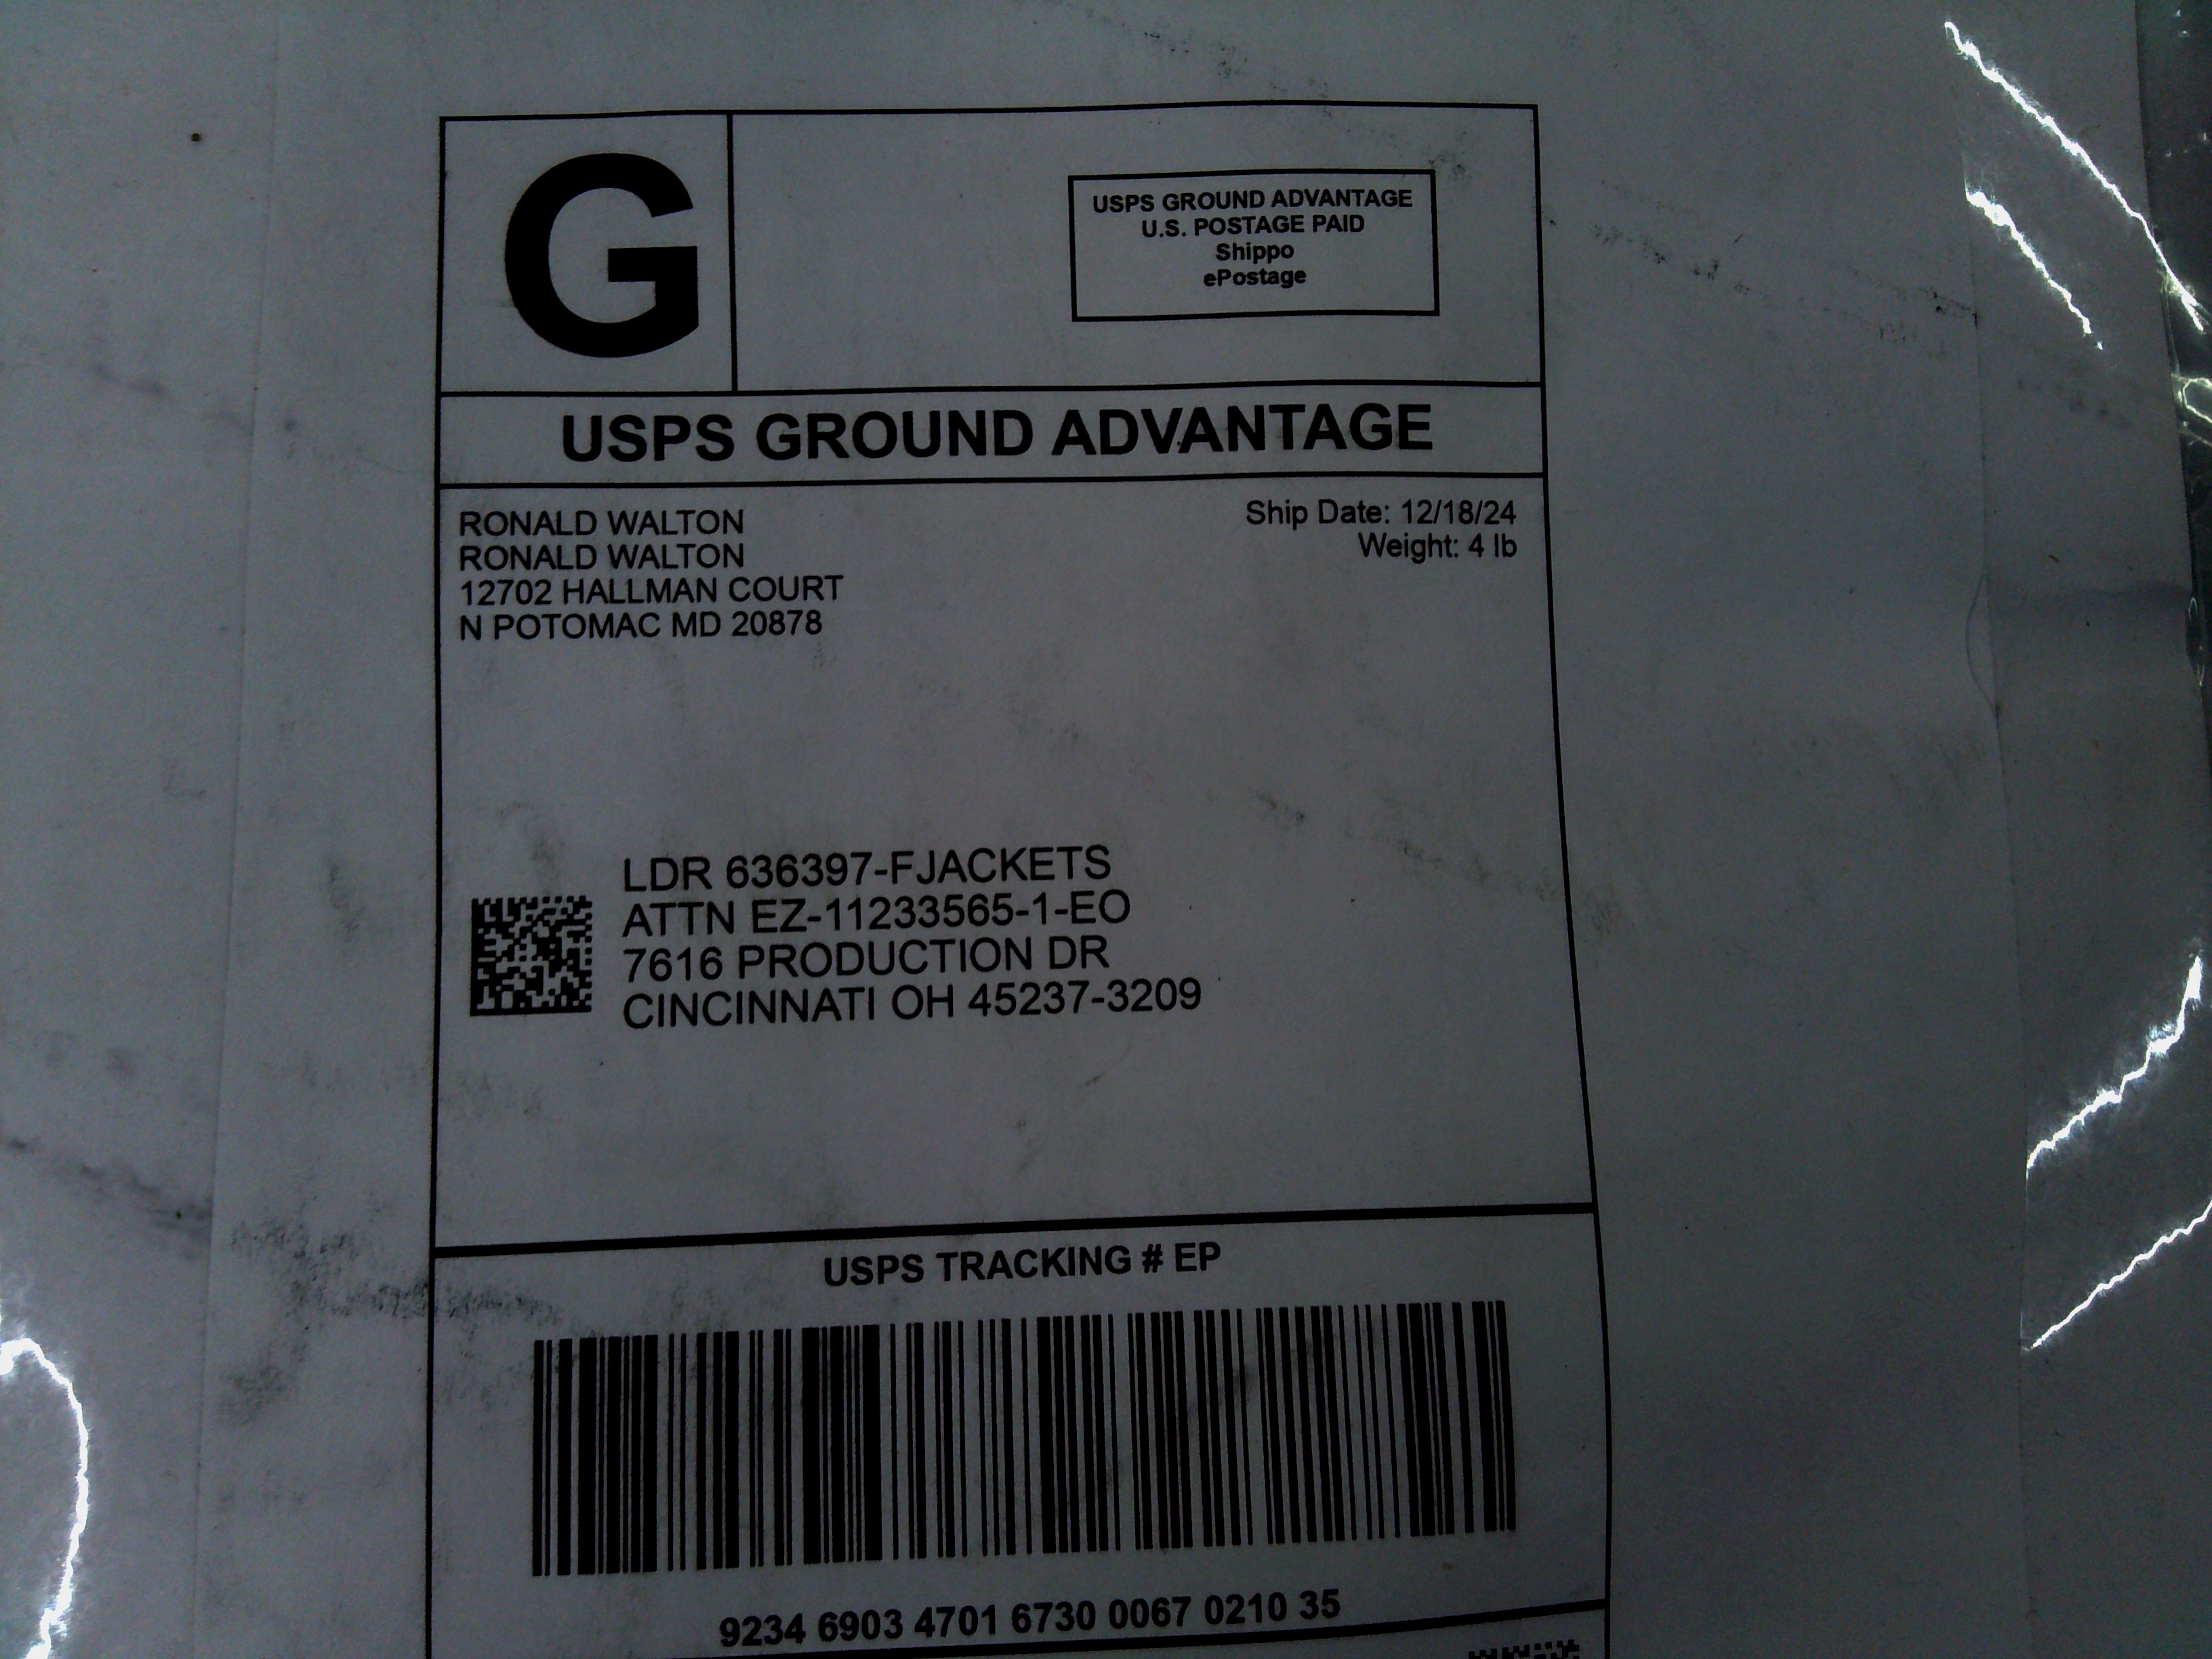 G
USPS GROUND ADVANTAGE
U.S. POSTAGE PAID
Shippo
ePostage
USPS GROUND ADVANTAGE
RONALD WALTON
RONALD WALTON
12702 HALLMAN COURT
N POTOMAC MD 20878
Ship Date: 12/18/24
Weight: 4 lb
LDR 636397-FJACKETS
ATTN EZ-11233565-1-EO
7616 PRODUCTION DR
CINCINNATI OH 45237-3209
USPS TRACKING # EP
9234 6903 4701 6730 0067 0210 35